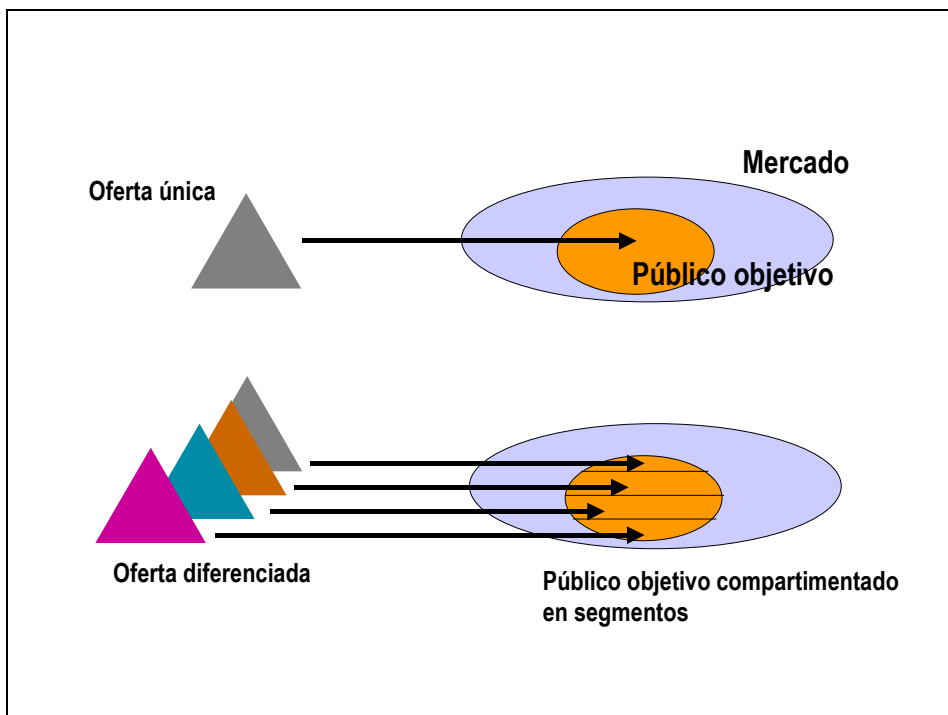 Mercado
Oferta única
Público objetivo
Oferta diferenciada
Público objetivo compartimentado
en segmentos